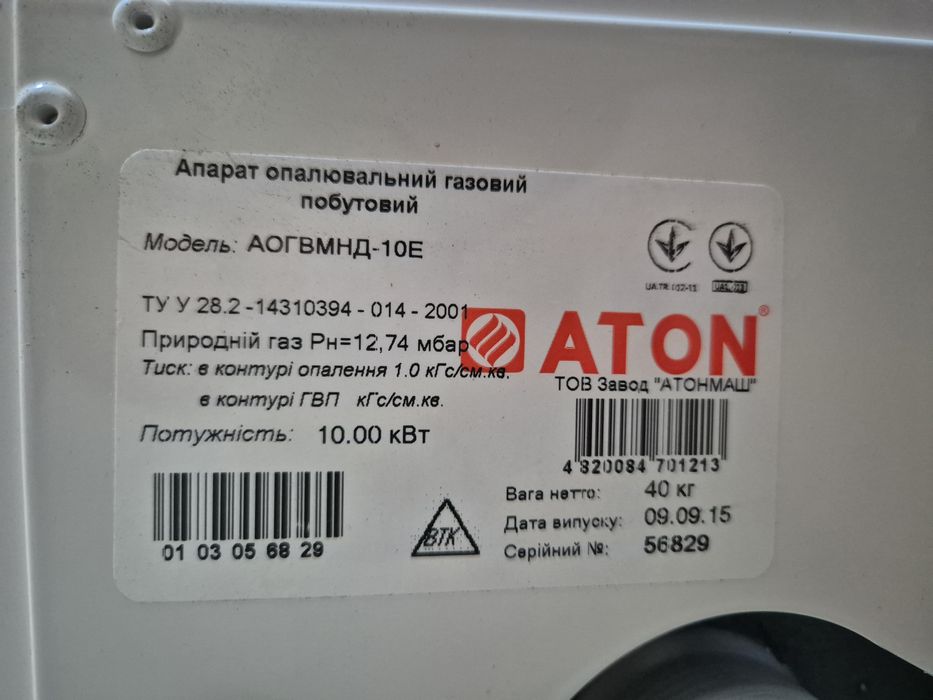 Апарат опалювальний газовий
побутовий
Модель: АОГВМНД-10Е
ТУ У 28.2 -14310394 - 014 - 2001
Природній газ Рн=12,74 мбар
Тиск: в контурі опалення 1.0 кГс/см.кв.
в контурі ГВП кГс/см.кв.
Потужність: 10.00 кВт
01 03 05 68 29
ВТК
ATON®
ТОВ Завод "АТОНМАШ"
4 820084 701213
Вага нетто: 40 кг
Дата випуску: 09.09.15
Серійний №: 56829